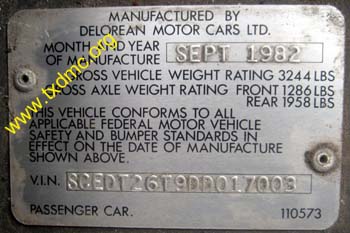 MANUFACTURED BY
DELOREAN MOTOR CARS LTD.
MONTH AND YEAR
OF MANUFACTURE SEPT 1982
GROSS VEHICLE WEIGHT RATING 3244 LBS
GROSS AXLE WEIGHT RATING FRONT 1286 LBS
REAR 1958 LBS
THIS VEHICLE CONFORMS TO ALL
APPLICABLE FEDERAL MOTOR VEHICLE
SAFETY AND BUMPER STANDARDS IN
EFFECT ON THE DATE OF MANUFACTURE
SHOWN ABOVE.
V.I.N. SCEDT26T9DD017003
PASSENGER CAR. 110573
www.txdmc.org